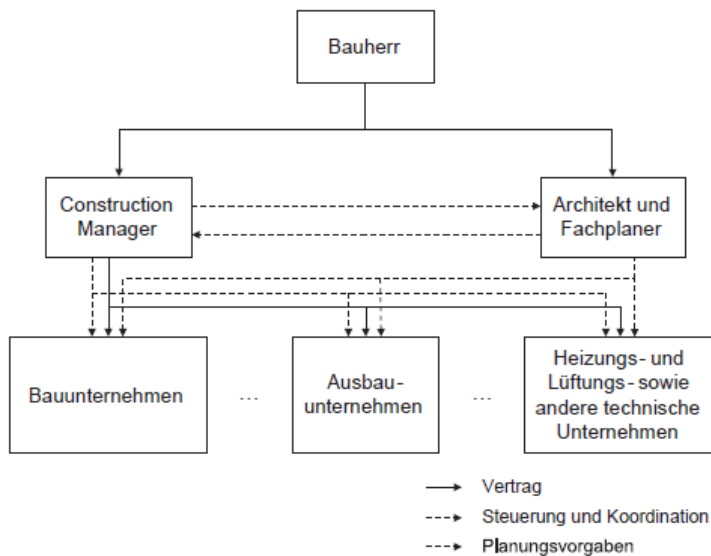 Bauherr
Construction
Manager
Architekt und
Fachplaner
Bauunternehmen
...
Ausbau-
unternehmen
...
Heizungs- und
Lüftungs- sowie
andere technische
Unternehmen
Vertrag
Steuerung und Koordination
Planungsvorgaben